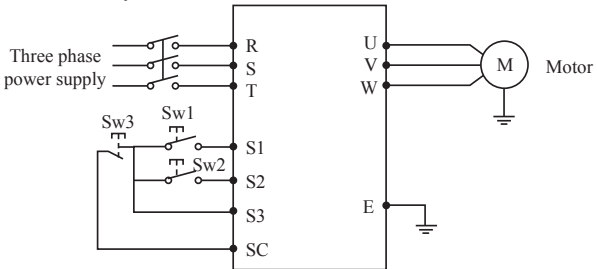 Three phase
power supply
R
S
T
U
V
W
M
Motor
Sw3
Sw1
Sw2
S1
S2
S3
SC
E